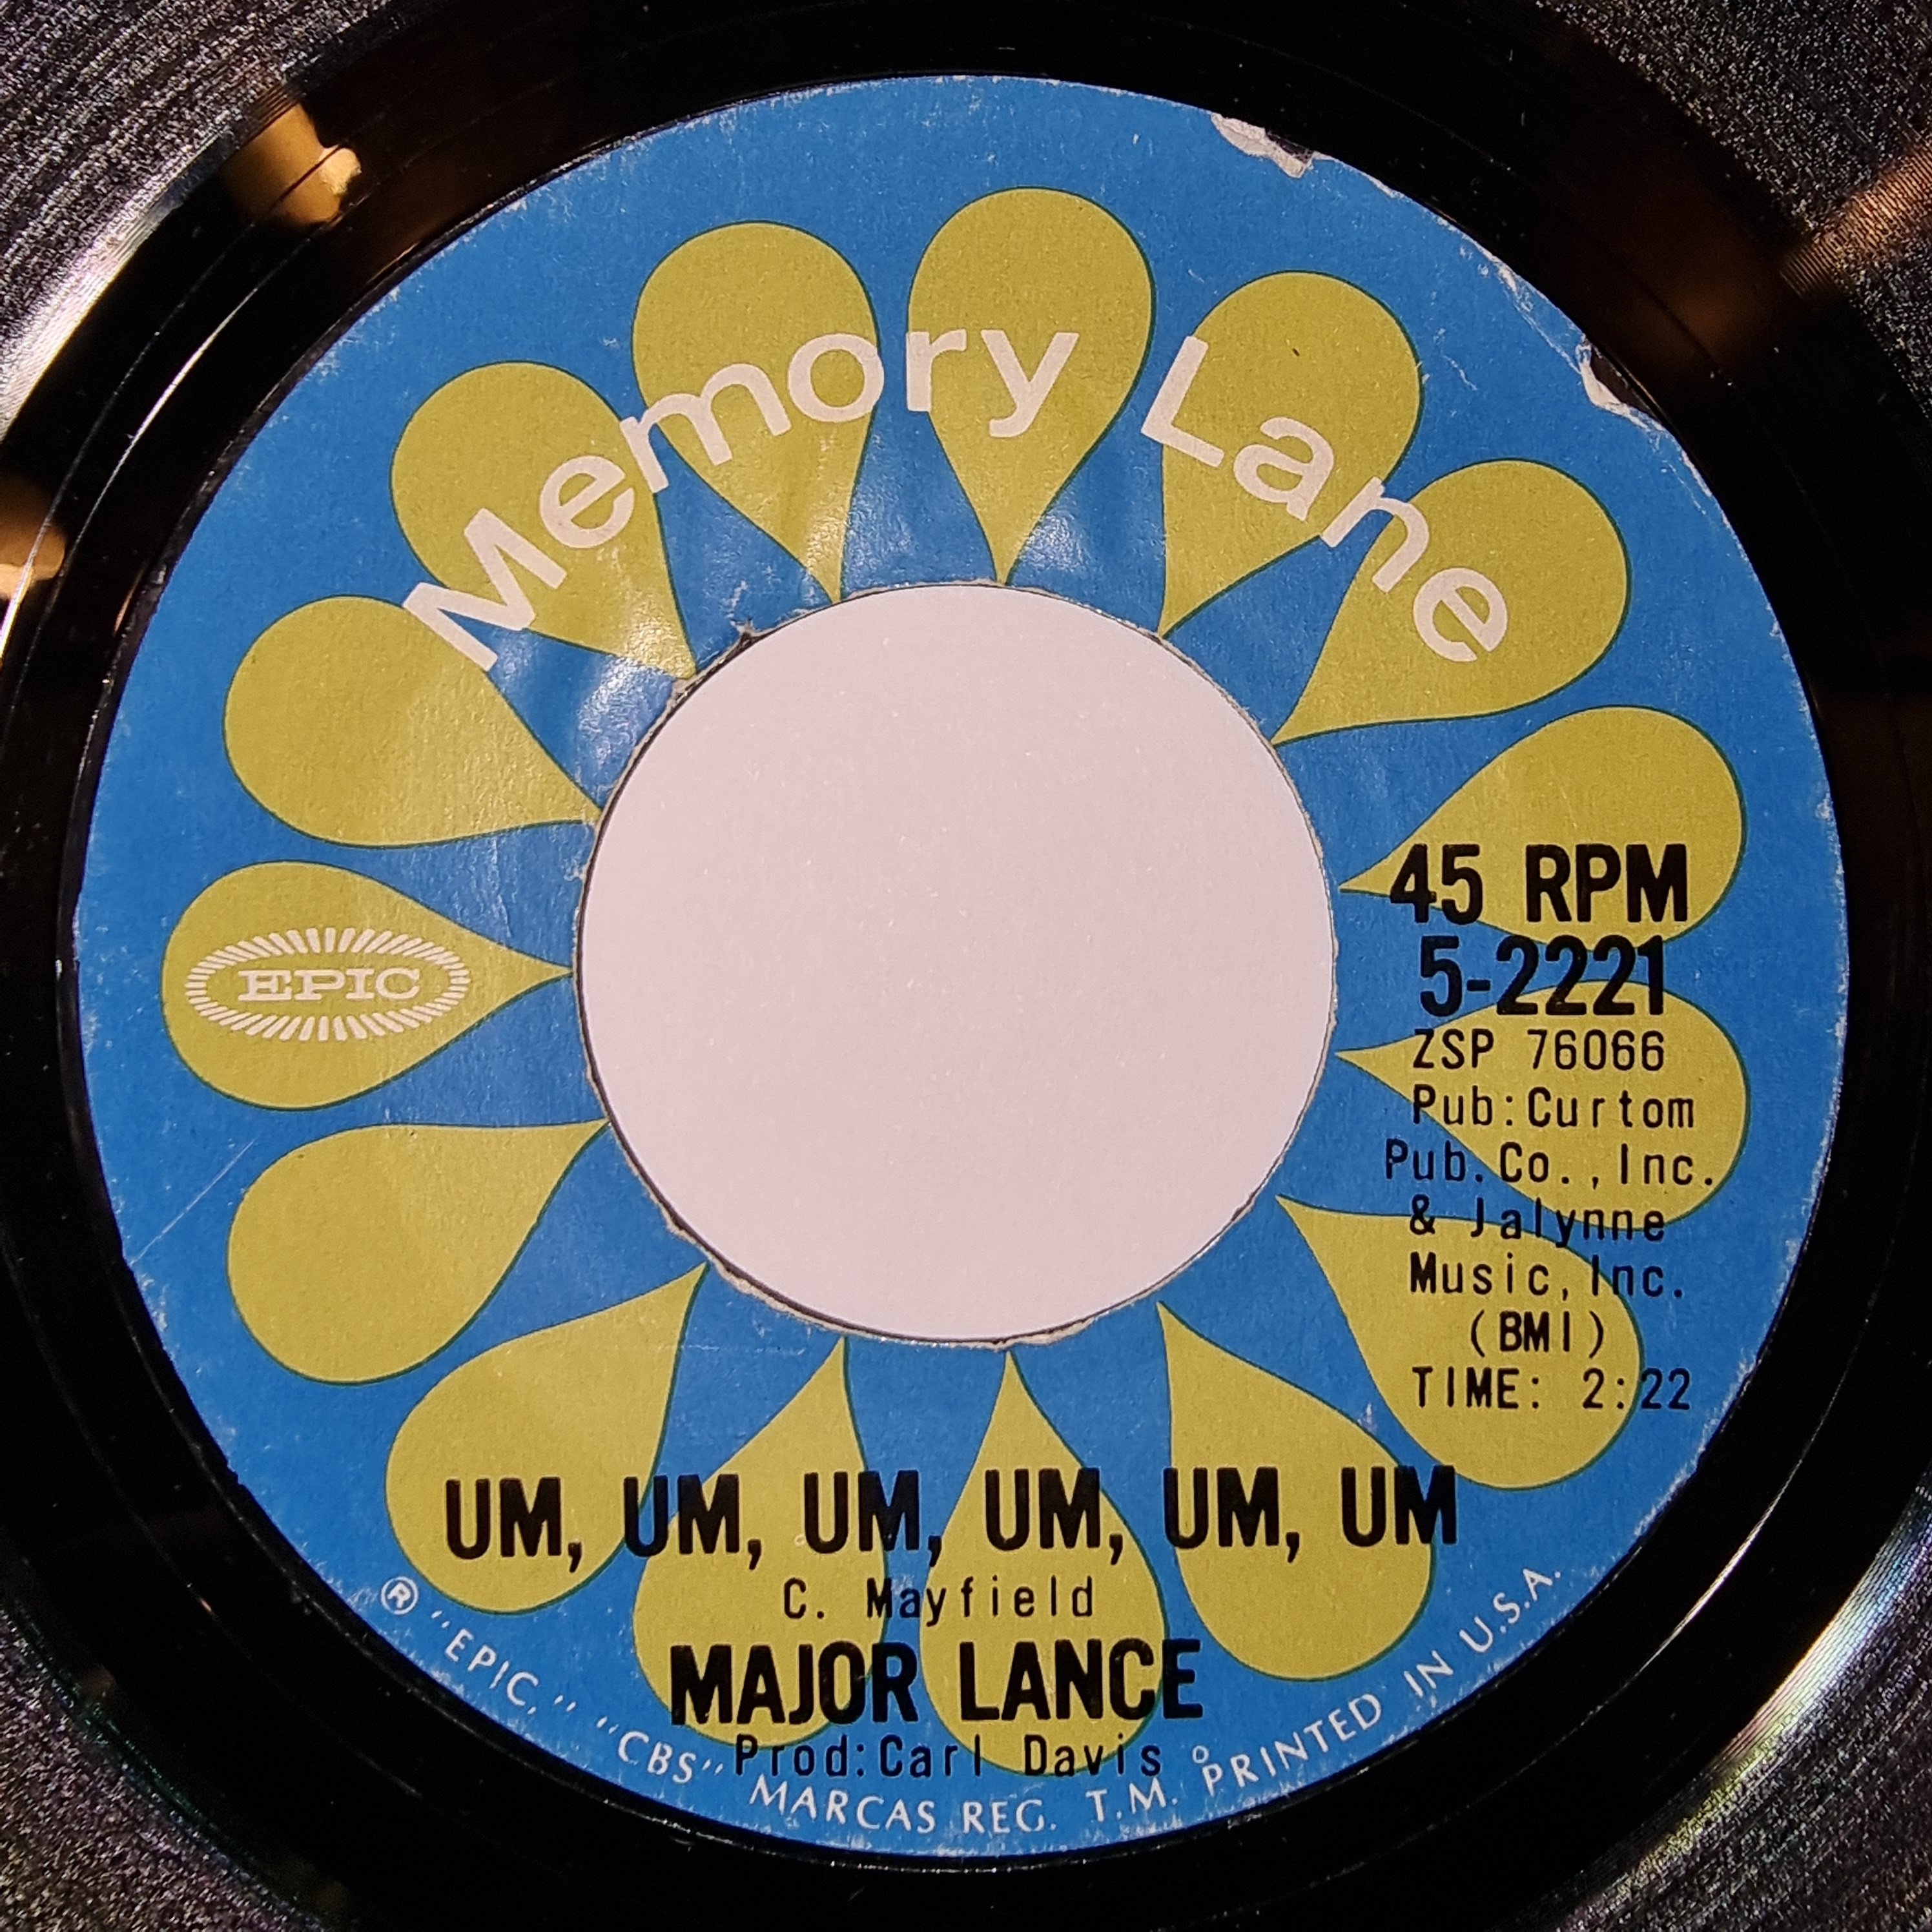 Memory Lane
EPIC
45 RPM
5-2221
ZSP 76066
Pub:Curtom
Pub.Co.,Inc.
& Jalynne
Music,Inc.
(BMI)
TIME: 2:22
UM, UM, UM, UM, UM, UM
C. Mayfield
MAJOR LANCE
Prod:Carl Davis
® "EPIC," "CBS" MARCAS REG. T.M. PRINTED IN U.S.A.